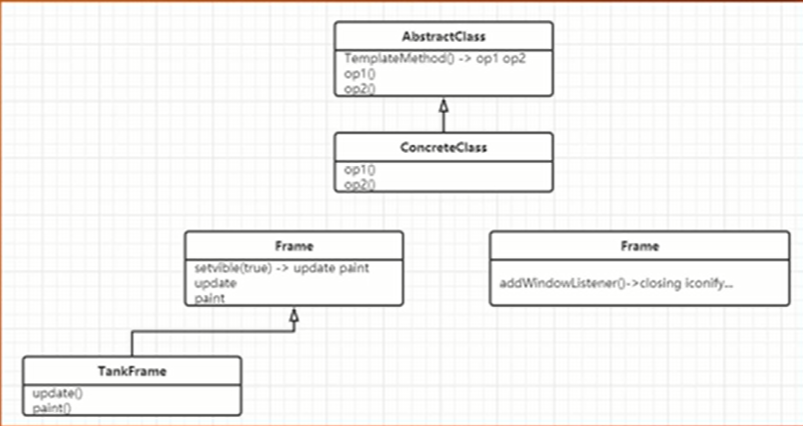 AbstractClass
TemplateMethod() -> op1 op2
op1()
op2()
ConcreteClass
op1()
op2()
Frame
setvible(true) -> update paint
update
paint
Frame
addWindowListener()->closing iconify...
TankFrame
update()
paint()